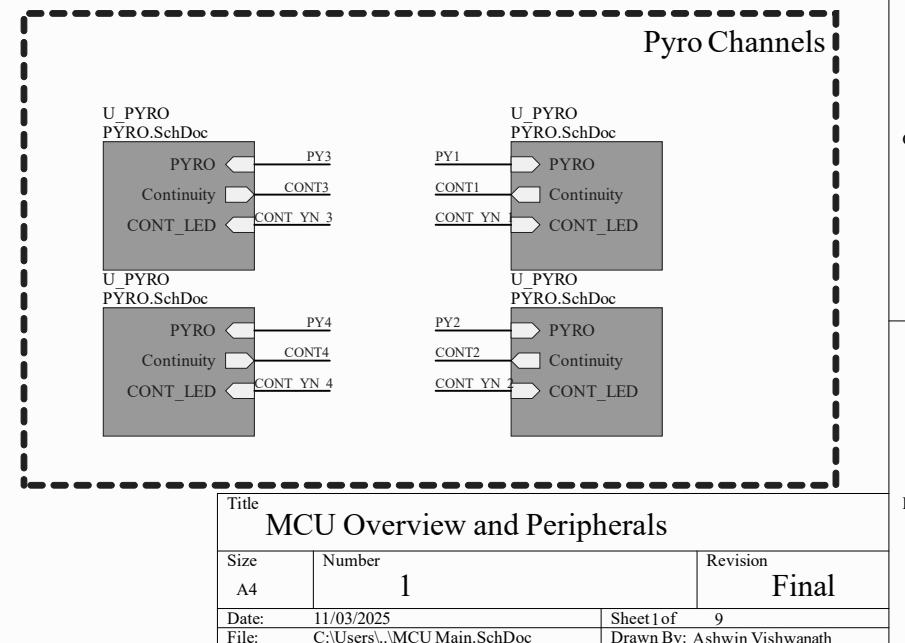 Pyro Channels
U_PYRO
PYRO.SchDoc
PYRO
Continuity
CONT_LED
PY3
CONT3
CONT_YN_3
U_PYRO
PYRO.SchDoc
PY1
CONT1
CONT_YN_1
PYRO
Continuity
CONT_LED
U_PYRO
PYRO.SchDoc
PYRO
Continuity
CONT_LED
PY4
CONT4
CONT_YN_4
U_PYRO
PYRO.SchDoc
PY2
CONT2
CONT_YN_2
PYRO
Continuity
CONT_LED
Title
MCU Overview and Peripherals
Size
A4
Number
1
Revision
Final
Date: 11/03/2025
Sheet 1 of 9
File: C:\Users\..\MCU Main.SchDoc
Drawn By: Ashwin Vishwanath